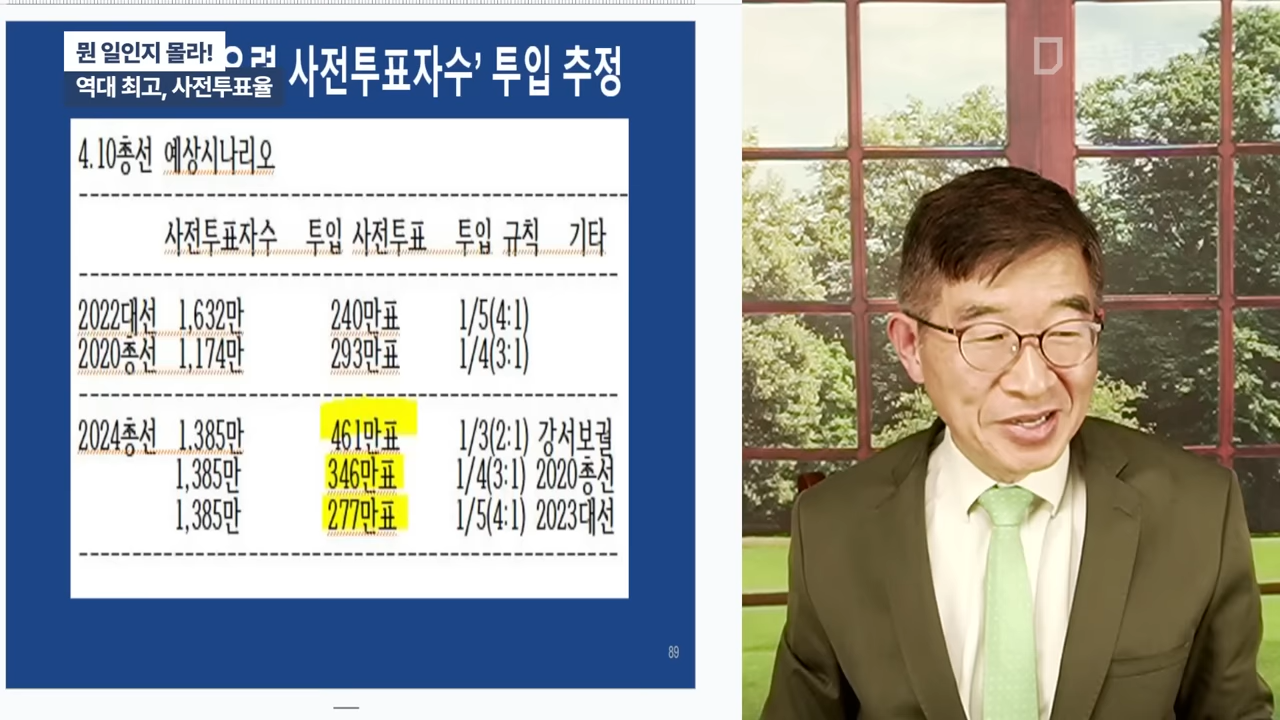 뭔 일인지 몰라!
역대 최고, 사전투표율
사전투표자수’ 투입 추정
4.10총선 예상시나리오
사전투표자수 투입 사전투표 투입 규칙 기타
2022대선 1,632만 240만표 1/5(4:1)
2020총선 1,174만 293만표 1/4(3:1)
2024총선 1,385만 461만표 1/3(2:1) 강서보궐
1,385만 346만표 1/4(3:1) 2020총선
1,385만 277만표 1/5(4:1) 2023대선
89